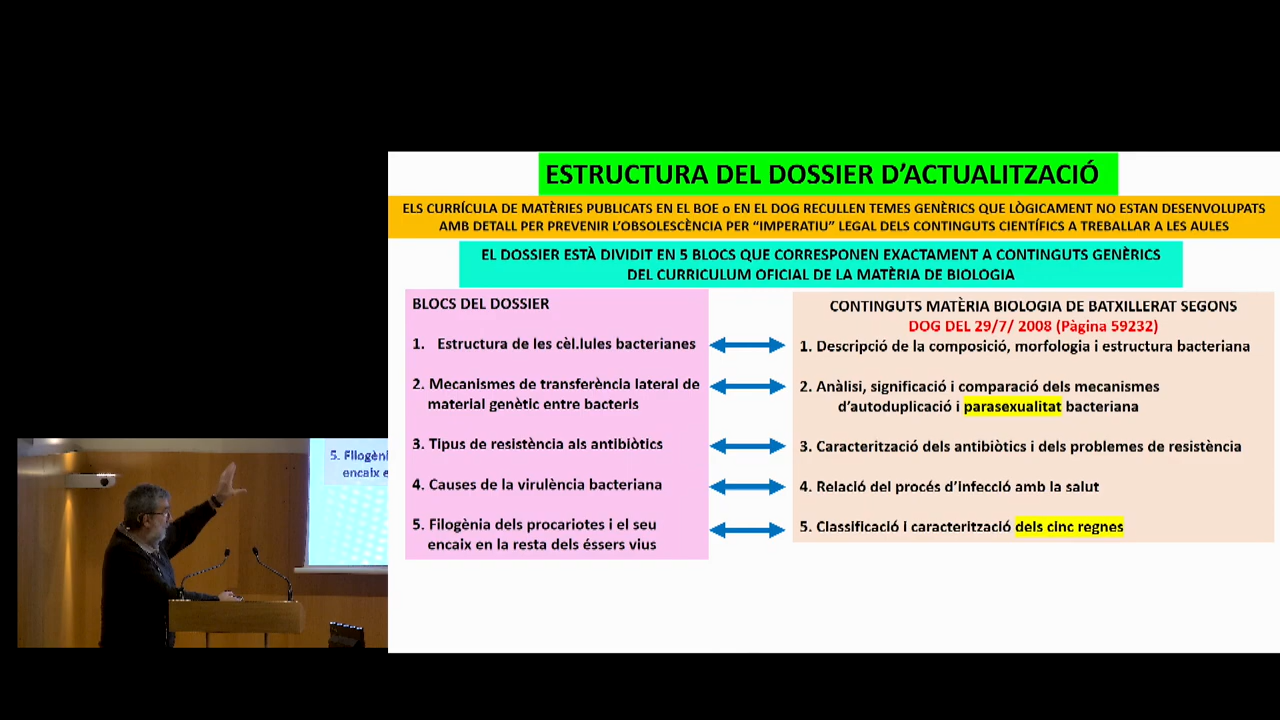 ESTRUCTURA DEL DOSSIER D'ACTUALITZACIÓ
ELS CURRÍCULA DE MATÈRIES PUBLICATS EN EL BOE o EN EL DOG RECULLEN TEMES GENÈRICS QUE LÒGICAMENT NO ESTAN DESENVOLUPATS
AMB DETALL PER PREVENIR L'OBSOLESCÈNCIA PER “IMPERATIU” LEGAL DELS CONTINGUTS CIENTÍFICS A TREBALLAR A LES AULES
EL DOSSIER ESTÀ DIVIDIT EN 5 BLOCS QUE CORRESPONEN EXACTAMENT A CONTINGUTS GENÈRICS
DEL CURRICULUM OFICIAL DE LA MATÈRIA DE BIOLOGIA
BLOCS DEL DOSSIER
1. Estructura de les cèl.lules bacterianes
2. Mecanismes de transferència lateral de
material genètic entre bacteris
3. Tipus de resistència als antibiòtics
4. Causes de la virulència bacteriana
5. Filogènia dels procariotes i el seu
encaix en la resta dels éssers vius
CONTINGUTS MATÈRIA BIOLOGIA DE BATXILLERAT SEGONS
DOG DEL 29/7/ 2008 (Pàgina 59232)
1. Descripció de la composició, morfologia i estructura bacteriana
2. Anàlisi, significació i comparació dels mecanismes
d'autoduplicació i parasexualitat bacteriana
3. Caracterització dels antibiòtics i dels problemes de resistència
4. Relació del procés d'infecció amb la salut
5. Classificació i caracterització dels cinc regnes
5. Filogèni
encaix e